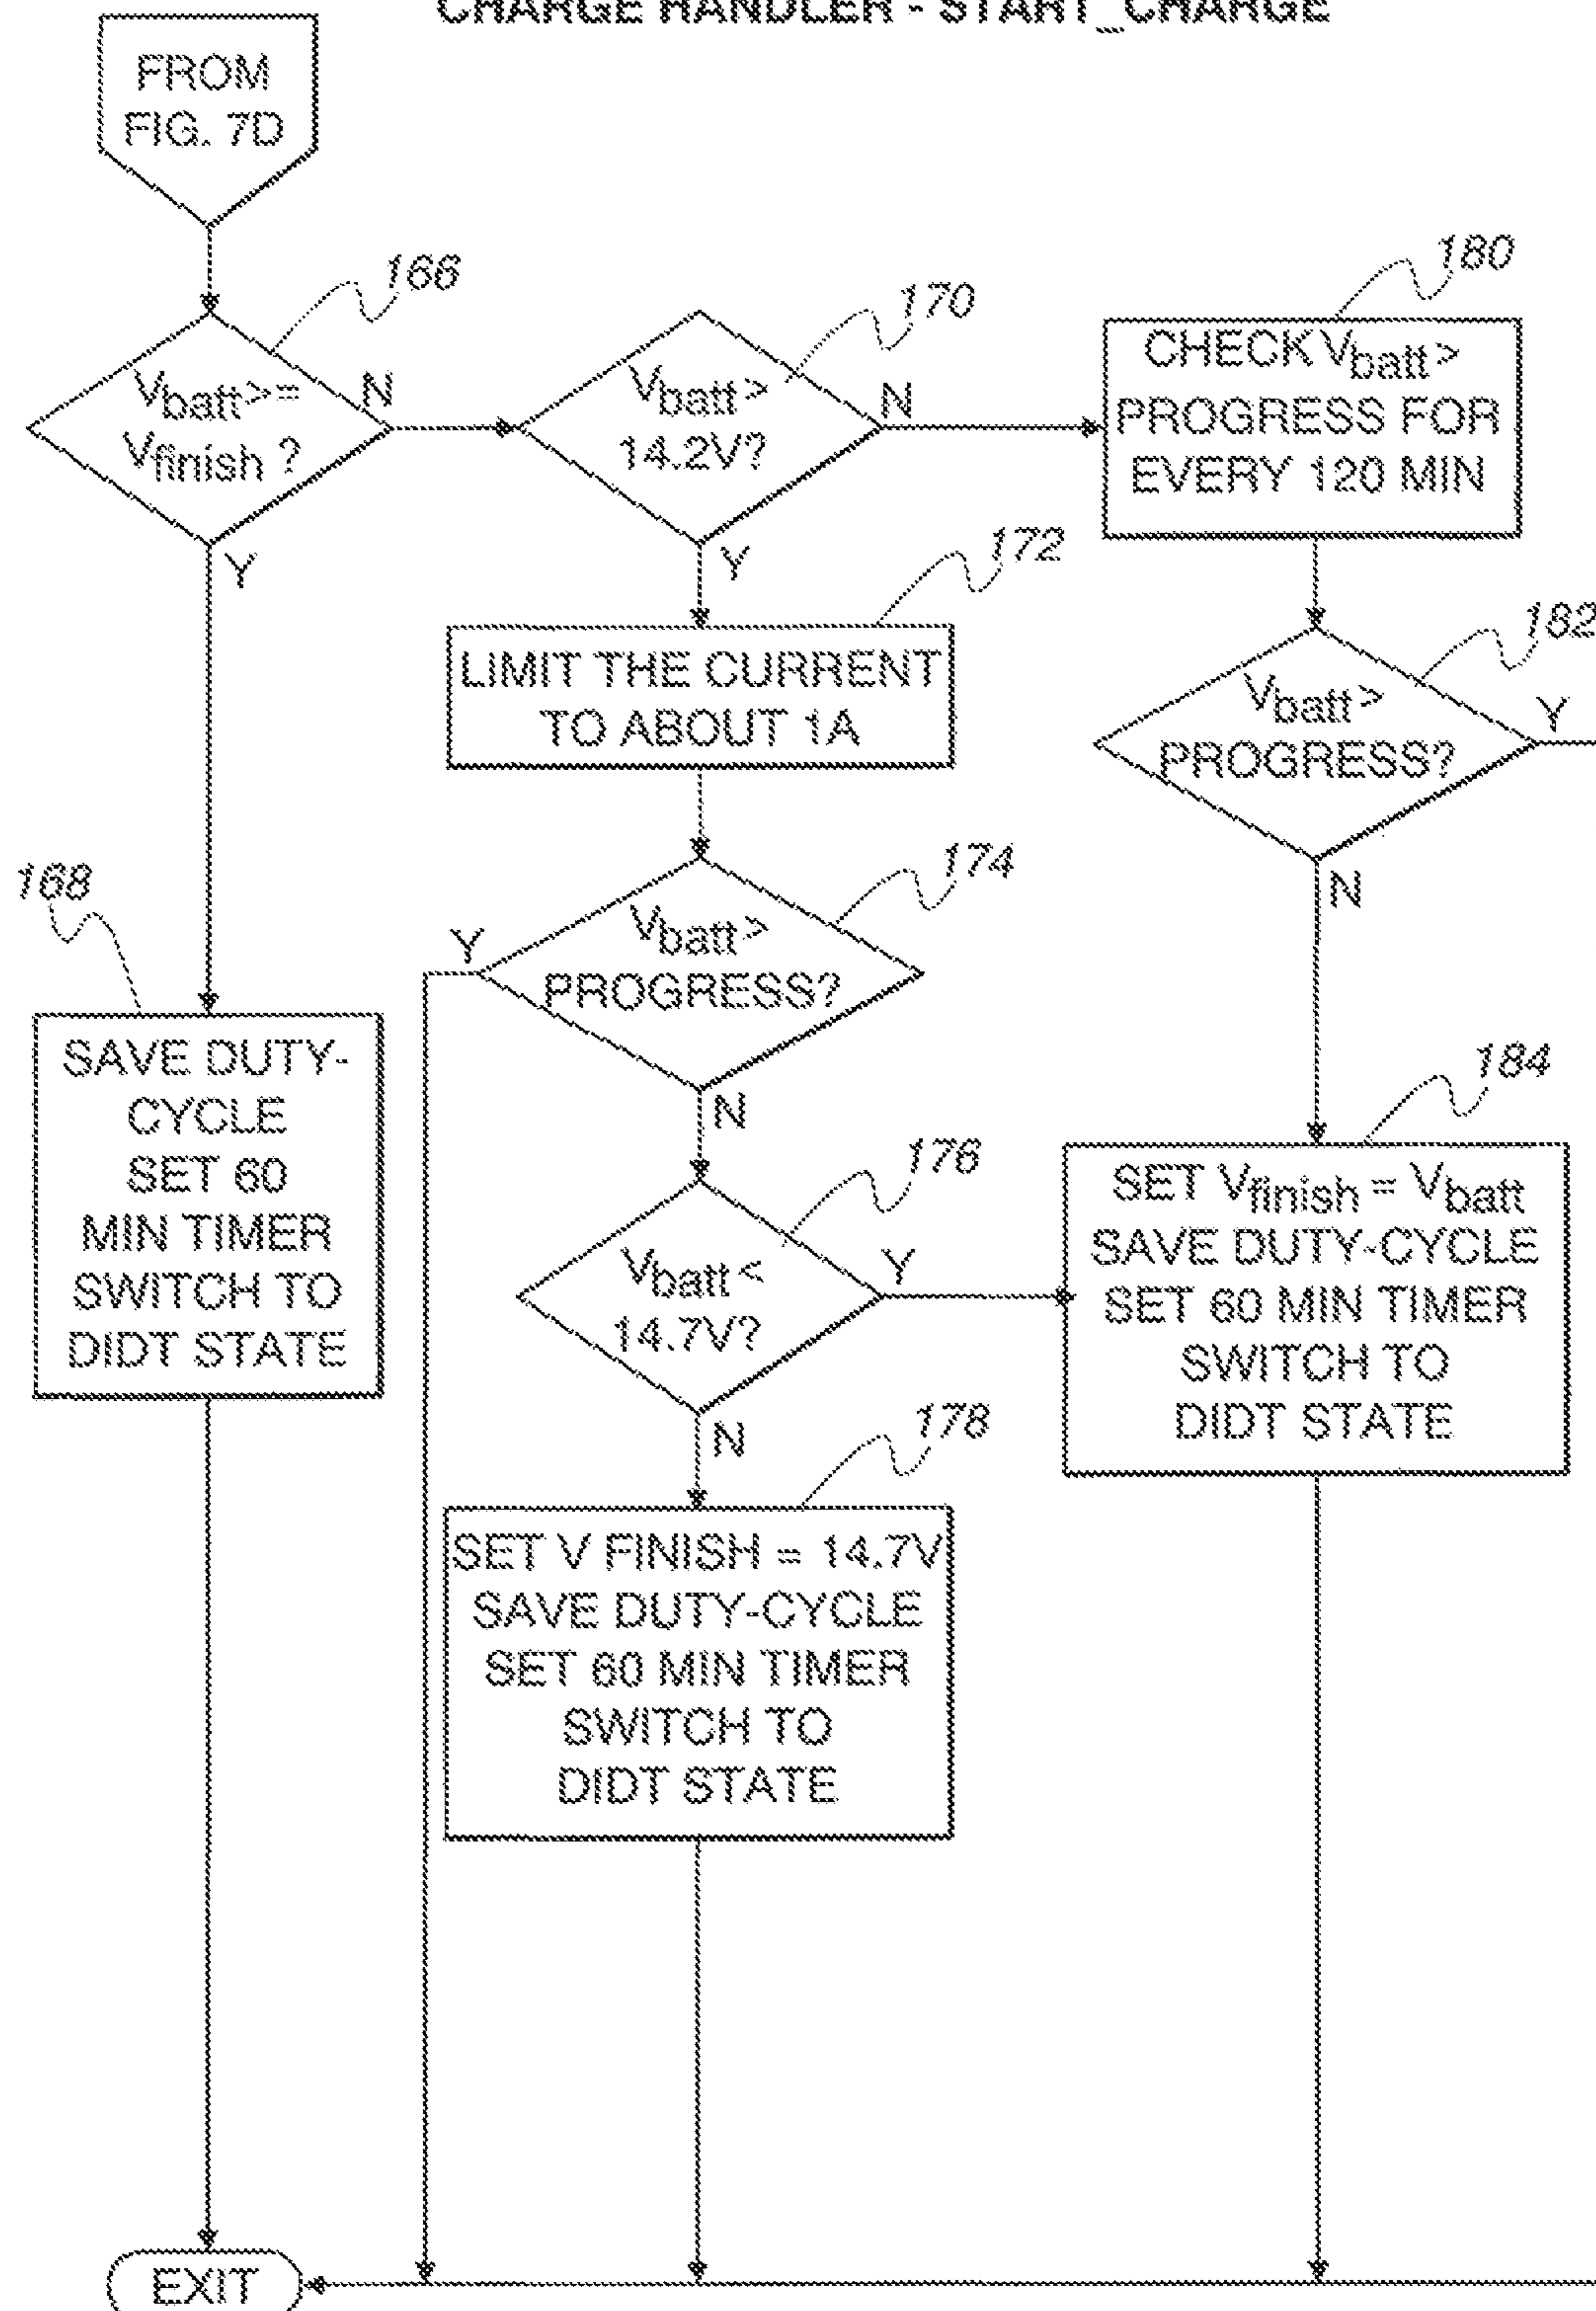 CHARGE HANDLER - START_CHARGE
FROM
FIG. 7D
166
170
180
Vbatt >=
Vfinish ?
N
Y
Vbatt >
14.2V?
N
Y
CHECK Vbatt >
PROGRESS FOR
EVERY 120 MIN
172
LIMIT THE CURRENT
TO ABOUT 1A
182
Vbatt >
PROGRESS?
Y
N
168
SAVE DUTY-
CYCLE
SET 60
MIN TIMER
SWITCH TO
DIDT STATE
174
Vbatt >
PROGRESS?
Y
N
176
Vbatt <
14.7V?
Y
N
184
SET Vfinish = Vbatt
SAVE DUTY-CYCLE
SET 60 MIN TIMER
SWITCH TO
DIDT STATE
178
SET V FINISH = 14.7V
SAVE DUTY-CYCLE
SET 60 MIN TIMER
SWITCH TO
DIDT STATE
EXIT